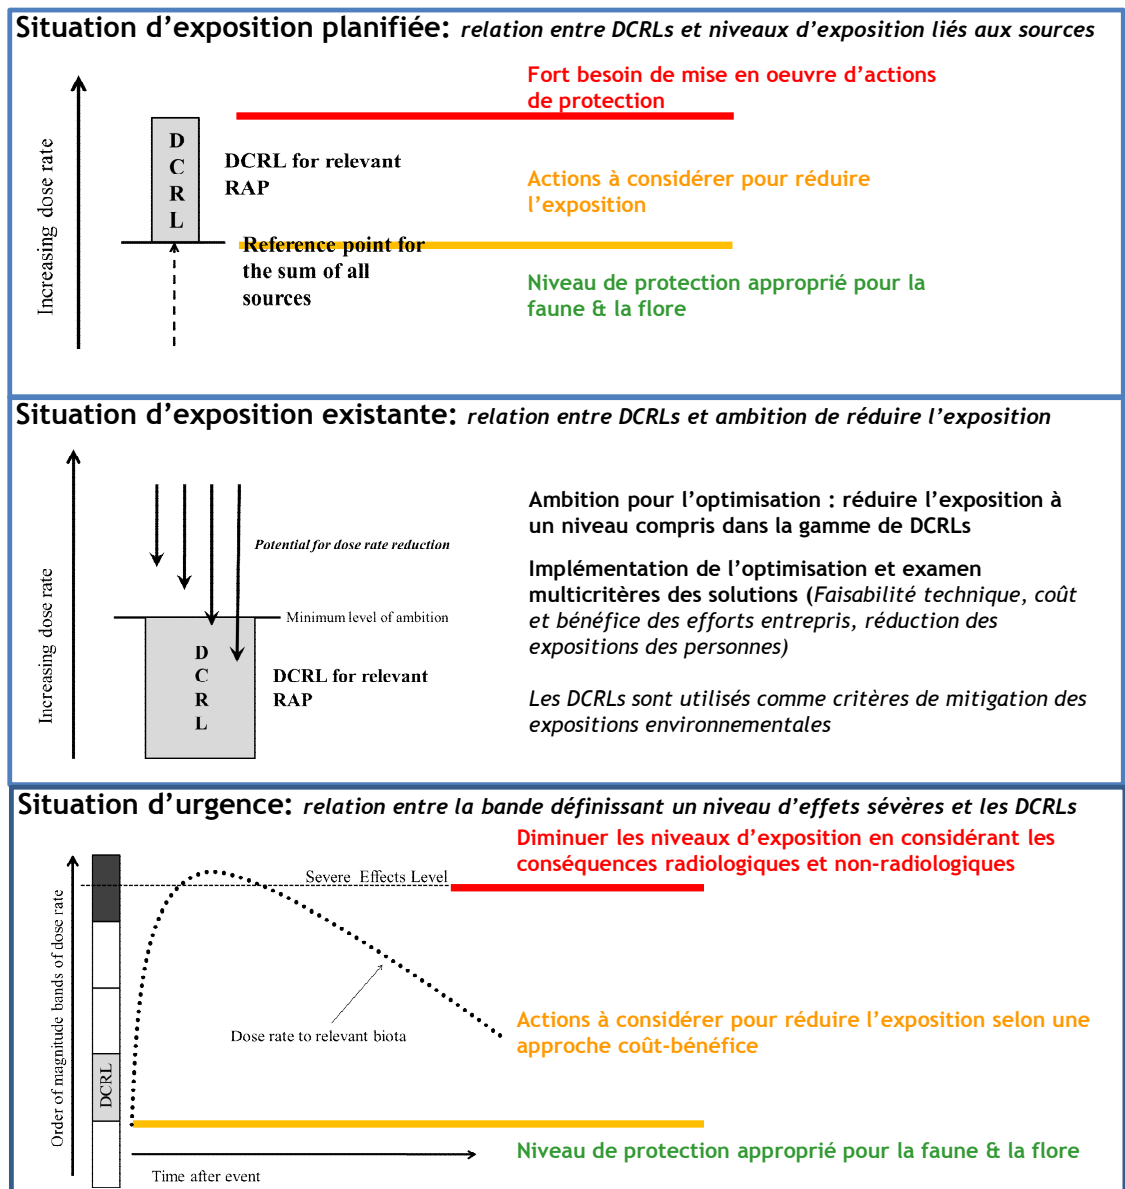 Situation d’exposition planifiée: relation entre DCRLs et niveaux d’exposition liés aux sources
Increasing dose rate
D
C
R
L
DCRL for relevant
RAP
Reference point for
the sum of all
sources
Fort besoin de mise en oeuvre d’actions
de protection
Actions à considérer pour réduire
l’exposition
Niveau de protection approprié pour la
faune & la flore
Situation d’exposition existante: relation entre DCRLs et ambition de réduire l’exposition
Increasing dose rate
Potential for dose rate reduction
Minimum level of ambition
D
C
R
L
DCRL for relevant
RAP
Ambition pour l’optimisation : réduire l’exposition à
un niveau compris dans la gamme de DCRLs
Implémentation de l’optimisation et examen
multicritères des solutions (Faisabilité technique, coût
et bénéfice des efforts entrepris, réduction des
expositions des personnes)
Les DCRLs sont utilisés comme critères de mitigation des
expositions environnementales
Situation d’urgence: relation entre la bande définissant un niveau d’effets sévères et les DCRLs
Order of magnitude bands of dose rate
DCRL
Severe Effects Level
Dose rate to relevant biota
Time after event
Diminuer les niveaux d’exposition en considérant les
conséquences radiologiques et non-radiologiques
Actions à considérer pour réduire l’exposition selon une
approche coût-bénéfice
Niveau de protection approprié pour la faune & la flore